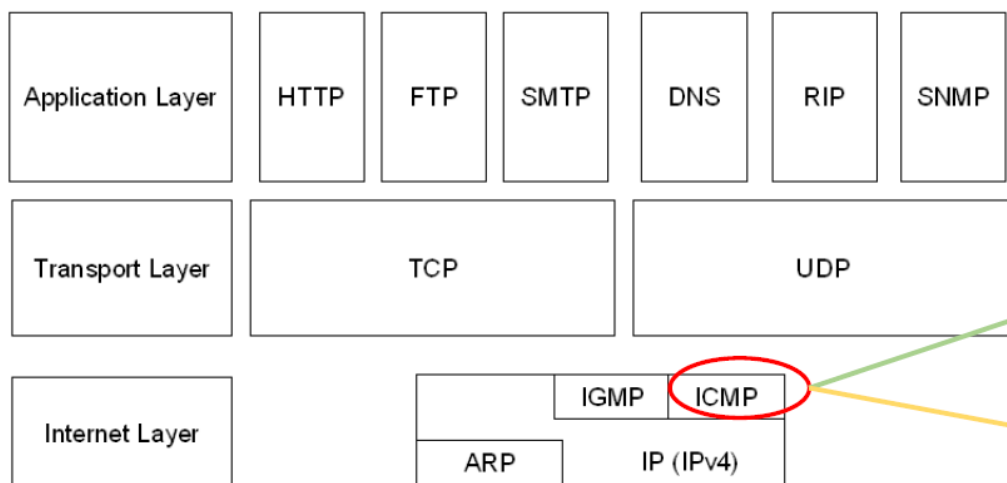 Application Layer
HTTP
FTP
SMTP
DNS
RIP
SNMP
Transport Layer
TCP
UDP
Internet Layer
IGMP
ICMP
ARP
IP (IPv4)